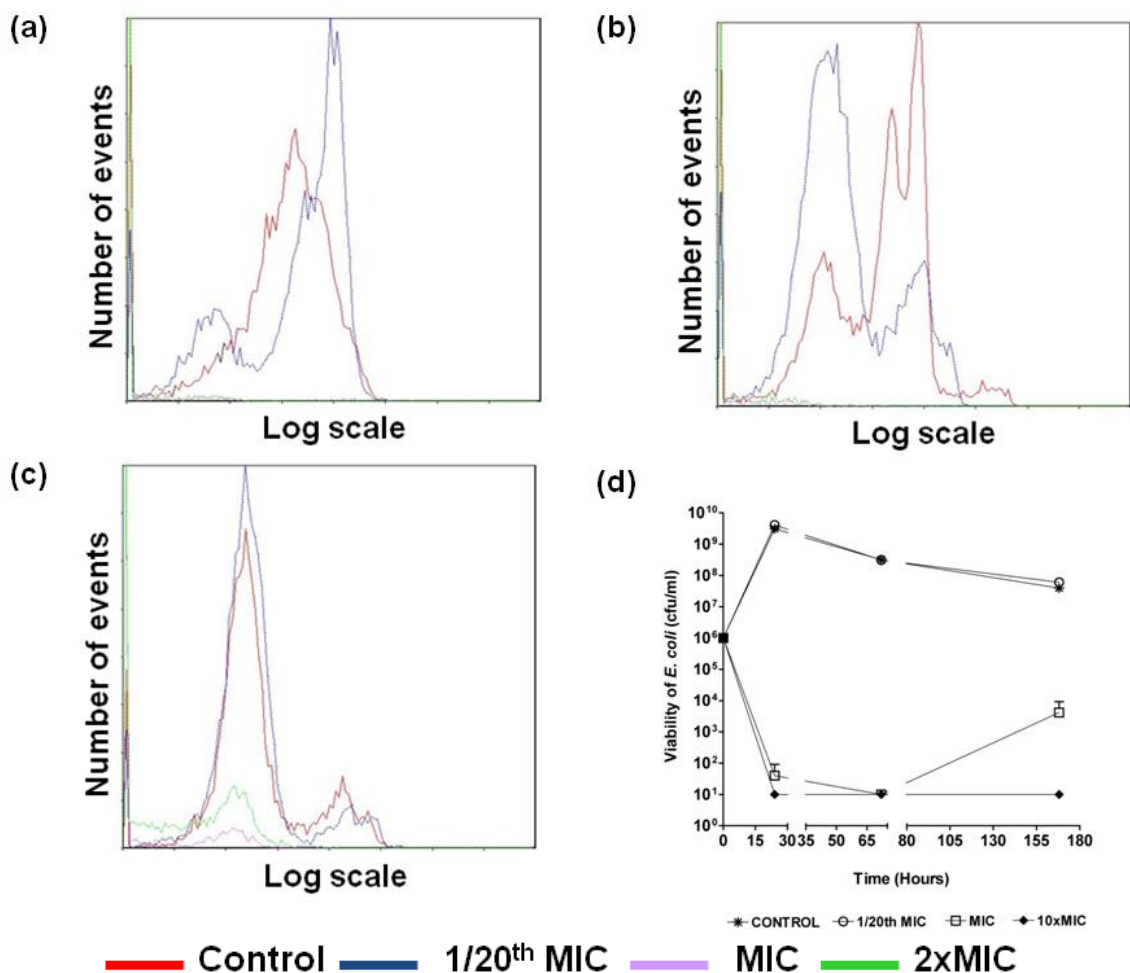 (a)
Number of events
Log scale
(b)
Number of events
Log scale
(c)
Number of events
Log scale
(d)
Viability of E. coli (cfu/ml)
10¹⁰
10⁹
10⁸
10⁷
10⁶
10⁵
10⁴
10³
10²
10¹
10⁰
0 15 30 35 50 65 80 105 130 155 180
Time (Hours)
CONTROL 1/20th MIC MIC 10xMIC
Control 1/20ᵗʰ MIC MIC 2xMIC